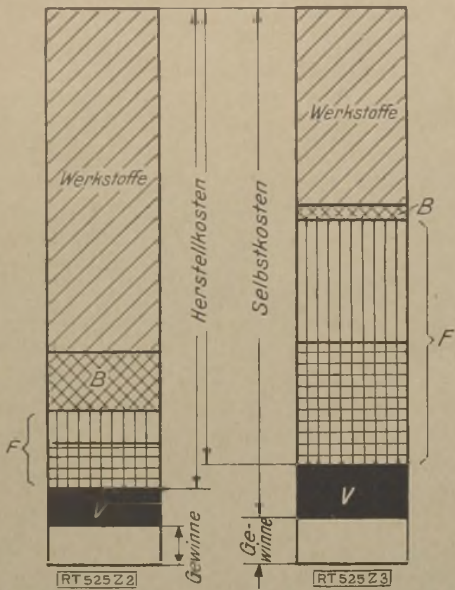 Werkstoffe
B
F
V
RT 525 Z 2
Herstellkosten
Selbstkosten
Gewinne
Ge-
winne
Werkstoffe
B
F
V
RT 525 Z 3